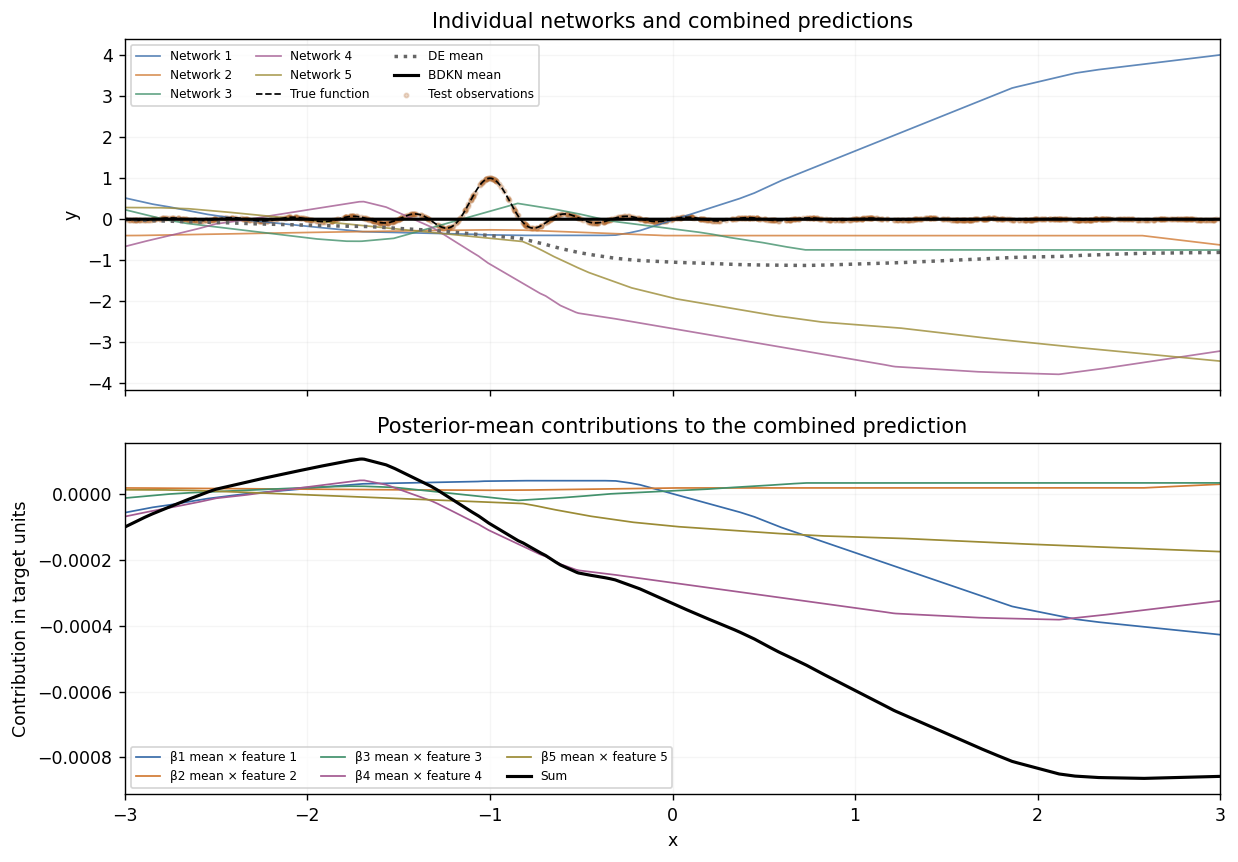 Individual networks and combined predictions
Network 1 Network 4 DE mean
Network 2 Network 5 BDKN mean
Network 3 True function Test observations
y
4
3
2
1
0
−1
−2
−3
−4
Posterior-mean contributions to the combined prediction
Contribution in target units
0.0000
−0.0002
−0.0004
−0.0006
−0.0008
β1 mean × feature 1 β3 mean × feature 3 β5 mean × feature 5
β2 mean × feature 2 β4 mean × feature 4 Sum
−3 −2 −1 0 1 2 3
x